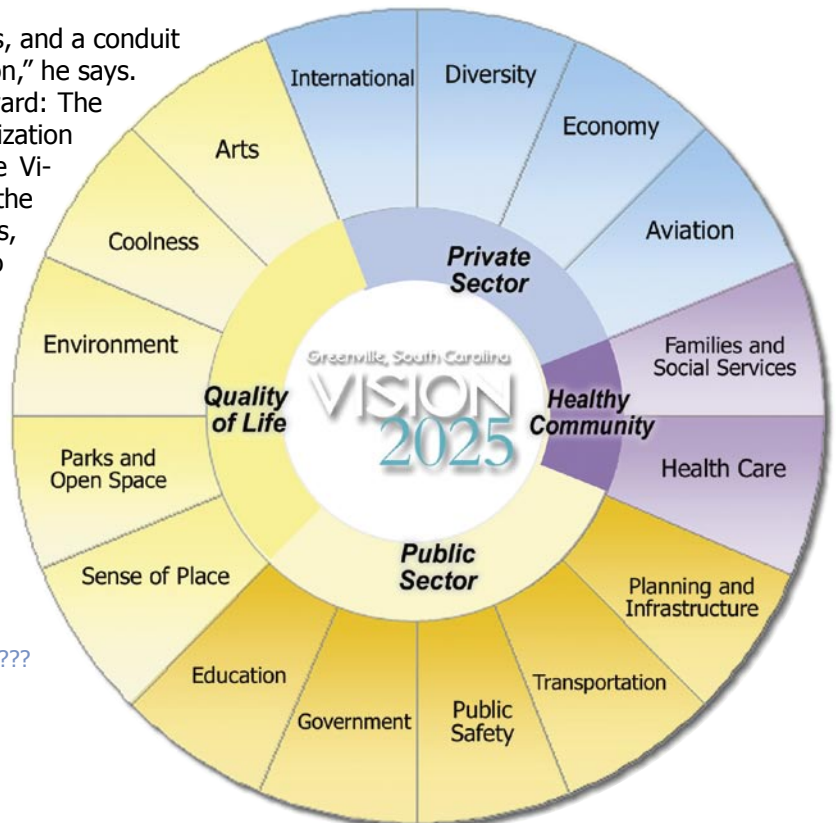 s, and a conduit
on,” he says.
ard: The
ization
e Vi-
the
s,
o
???
International
Diversity
Economy
Aviation
Families and
Social Services
Health Care
Planning and
Infrastructure
Transportation
Public
Safety
Government
Education
Sense of Place
Parks and
Open Space
Environment
Coolness
Arts
Private
Sector
Healthy
Community
Public
Sector
Quality
of Life
Greenville, South Carolina
VISION
2025